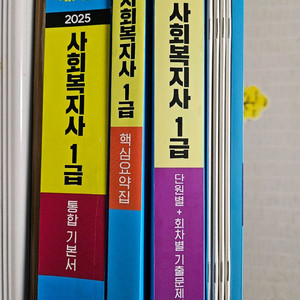 2025
사회복지사 1급
통합 기본서
사회복지사 1급
핵심요약집
사회복지사 1급
단원별 + 회차별 기출문제